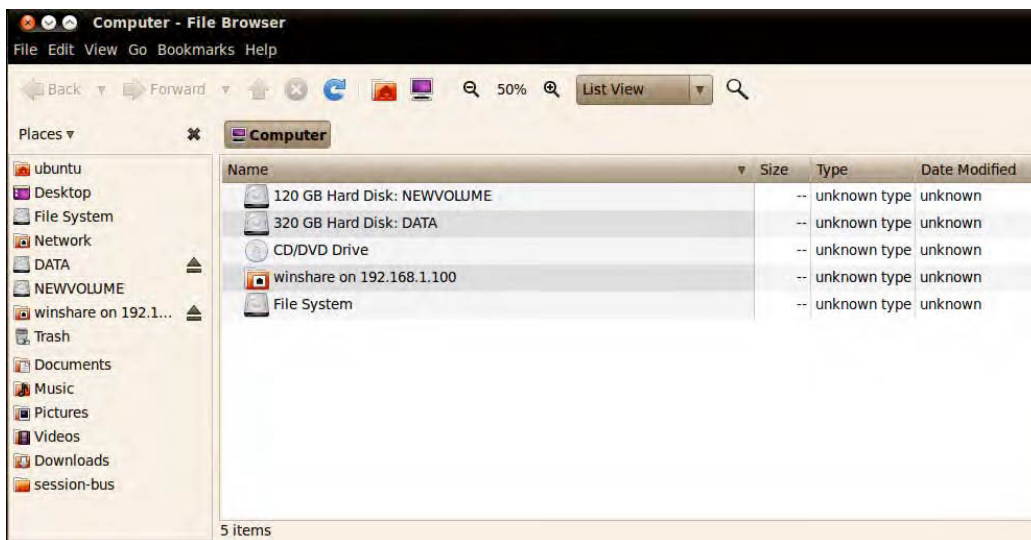 Computer - File Browser
File Edit View Go Bookmarks Help
Back Forward 50% List View
Places
Computer
ubuntu
Desktop
File System
Network
DATA
NEWVOLUME
winshare on 192.1...
Trash
Documents
Music
Pictures
Videos
Downloads
session-bus
Name Size Type Date Modified
120 GB Hard Disk: NEWVOLUME -- unknown type unknown
320 GB Hard Disk: DATA -- unknown type unknown
CD/DVD Drive -- unknown type unknown
winshare on 192.168.1.100 -- unknown type unknown
File System -- unknown type unknown
5 items